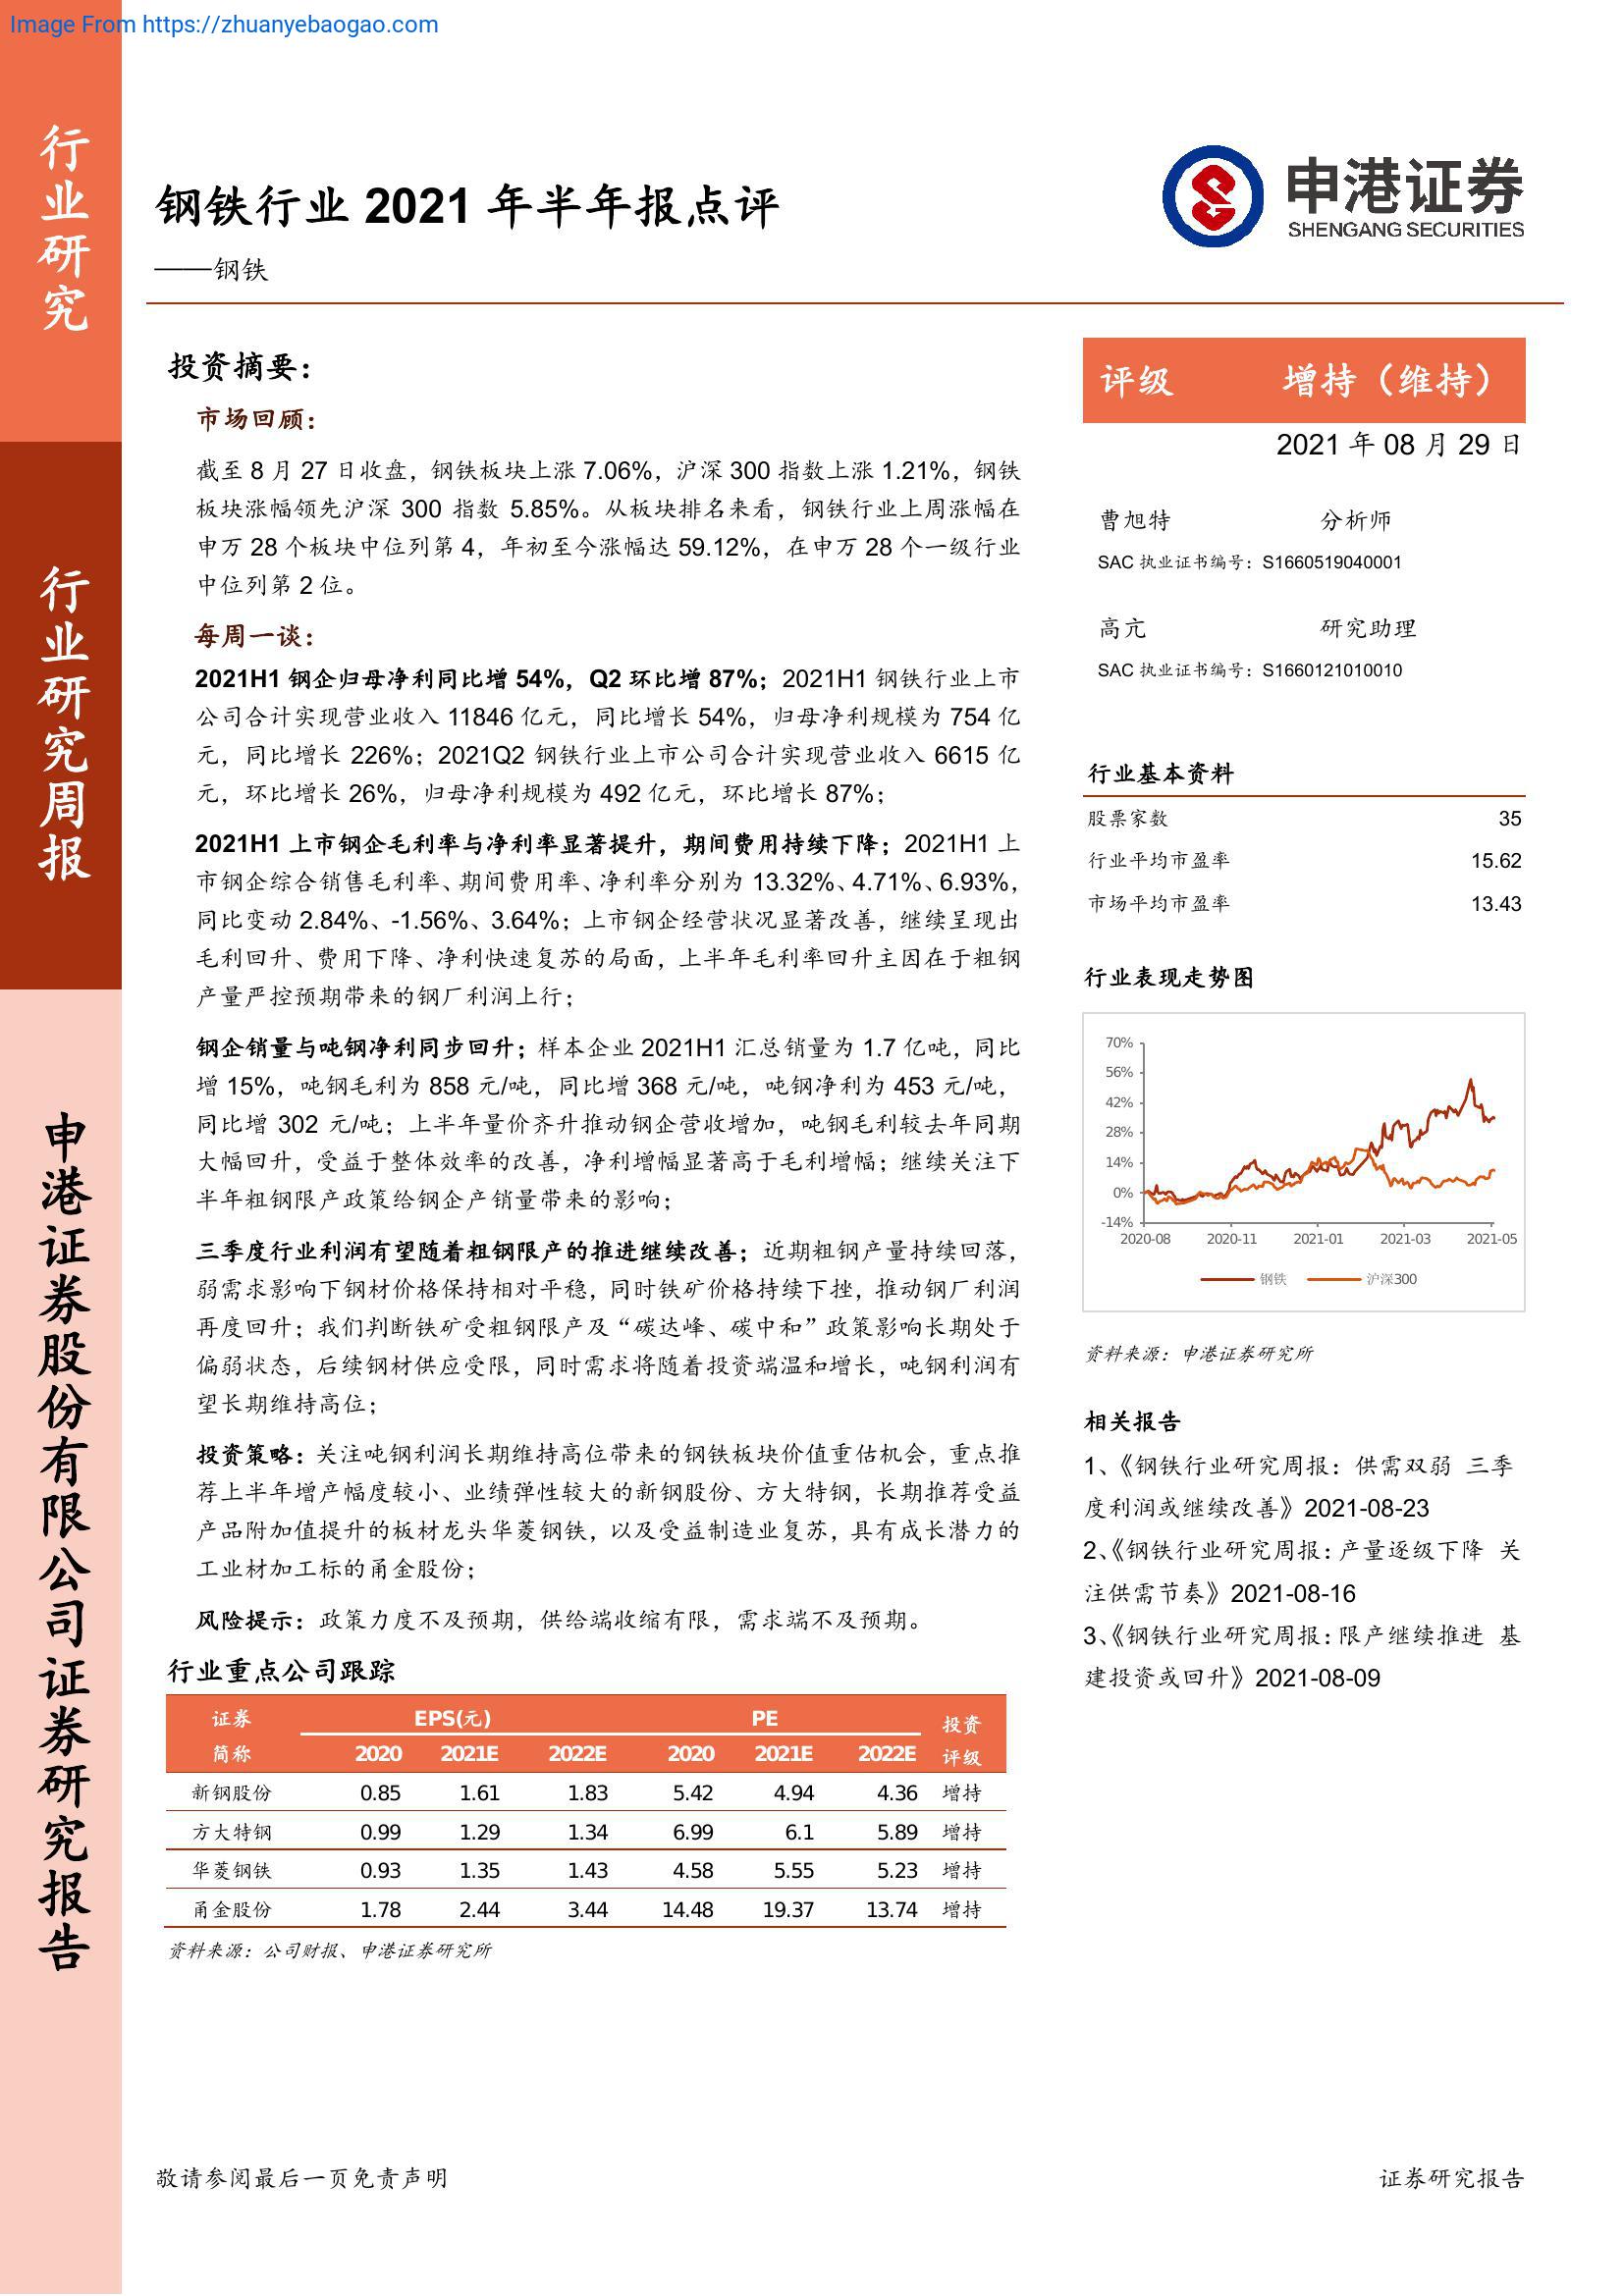 Image From https://zhuanyebaogao.com
行业研究
行业研究周报
申港证券股份有限公司证券研究报告
钢铁行业 2021 年半年报点评
——钢铁
申港证券
SHENGANG SECURITIES
投资摘要：
市场回顾：
截至 8 月 27 日收盘，钢铁板块上涨 7.06%，沪深 300 指数上涨 1.21%，钢铁
板块涨幅领先沪深 300 指数 5.85%。从板块排名来看，钢铁行业上周涨幅在
申万 28 个板块中位列第 4，年初至今涨幅达 59.12%，在申万 28 个一级行业
中位列第 2 位。
每周一谈：
2021H1 钢企归母净利同比增 54%，Q2 环比增 87%；2021H1 钢铁行业上市
公司合计实现营业收入 11846 亿元，同比增长 54%，归母净利规模为 754 亿
元，同比增长 226%；2021Q2 钢铁行业上市公司合计实现营业收入 6615 亿
元，环比增长 26%，归母净利规模为 492 亿元，环比增长 87%；
2021H1 上市钢企毛利率与净利率显著提升，期间费用持续下降；2021H1 上
市钢企综合销售毛利率、期间费用率、净利率分别为 13.32%、4.71%、6.93%，
同比变动 2.84%、-1.56%、3.64%；上市钢企经营状况显著改善，继续呈现出
毛利回升、费用下降、净利快速复苏的局面，上半年毛利率回升主因在于粗钢
产量严控预期带来的钢厂利润上行；
钢企销量与吨钢净利同步回升；样本企业 2021H1 汇总销量为 1.7 亿吨，同比
增 15%，吨钢毛利为 858 元/吨，同比增 368 元/吨，吨钢净利为 453 元/吨，
同比增 302 元/吨；上半年量价齐升推动钢企营收增加，吨钢毛利较去年同期
大幅回升，受益于整体效率的改善，净利增幅显著高于毛利增幅；继续关注下
半年粗钢限产政策给钢企产销量带来的影响；
三季度行业利润有望随着粗钢限产的推进继续改善；近期粗钢产量持续回落，
弱需求影响下钢材价格保持相对平稳，同时铁矿价格持续下挫，推动钢厂利润
再度回升；我们判断铁矿受粗钢限产及“碳达峰、碳中和”政策影响长期处于
偏弱状态，后续钢材供应受限，同时需求将随着投资端温和增长，吨钢利润有
望长期维持高位；
投资策略：关注吨钢利润长期维持高位带来的钢铁板块价值重估机会，重点推
荐上半年增产幅度较小、业绩弹性较大的新钢股份、方大特钢，长期推荐受益
产品附加值提升的板材龙头华菱钢铁，以及受益制造业复苏，具有成长潜力的
工业材加工标的甬金股份；
风险提示：政策力度不及预期，供给端收缩有限，需求端不及预期。
行业重点公司跟踪
证券 EPS(元) PE 投资
简称 2020 2021E 2022E 2020 2021E 2022E 评级
新钢股份 0.85 1.61 1.83 5.42 4.94 4.36 增持
方大特钢 0.99 1.29 1.34 6.99 6.1 5.89 增持
华菱钢铁 0.93 1.35 1.43 4.58 5.55 5.23 增持
甬金股份 1.78 2.44 3.44 14.48 19.37 13.74 增持
资料来源：公司财报、申港证券研究所
评级 增持（维持）
2021 年 08 月 29 日
曹旭特 分析师
SAC 执业证书编号：S1660519040001
高亢 研究助理
SAC 执业证书编号：S1660121010010
行业基本资料
股票家数 35
行业平均市盈率 15.62
市场平均市盈率 13.43
行业表现走势图
70%
56%
42%
28%
14%
0%
-14%
2020-08 2020-11 2021-01 2021-03 2021-05
钢铁 沪深300
资料来源：申港证券研究所
相关报告
1、《钢铁行业研究周报：供需双弱 三季
度利润或继续改善》2021-08-23
2、《钢铁行业研究周报：产量逐级下降 关
注供需节奏》2021-08-16
3、《钢铁行业研究周报：限产继续推进 基
建投资或回升》2021-08-09
敬请参阅最后一页免责声明 证券研究报告